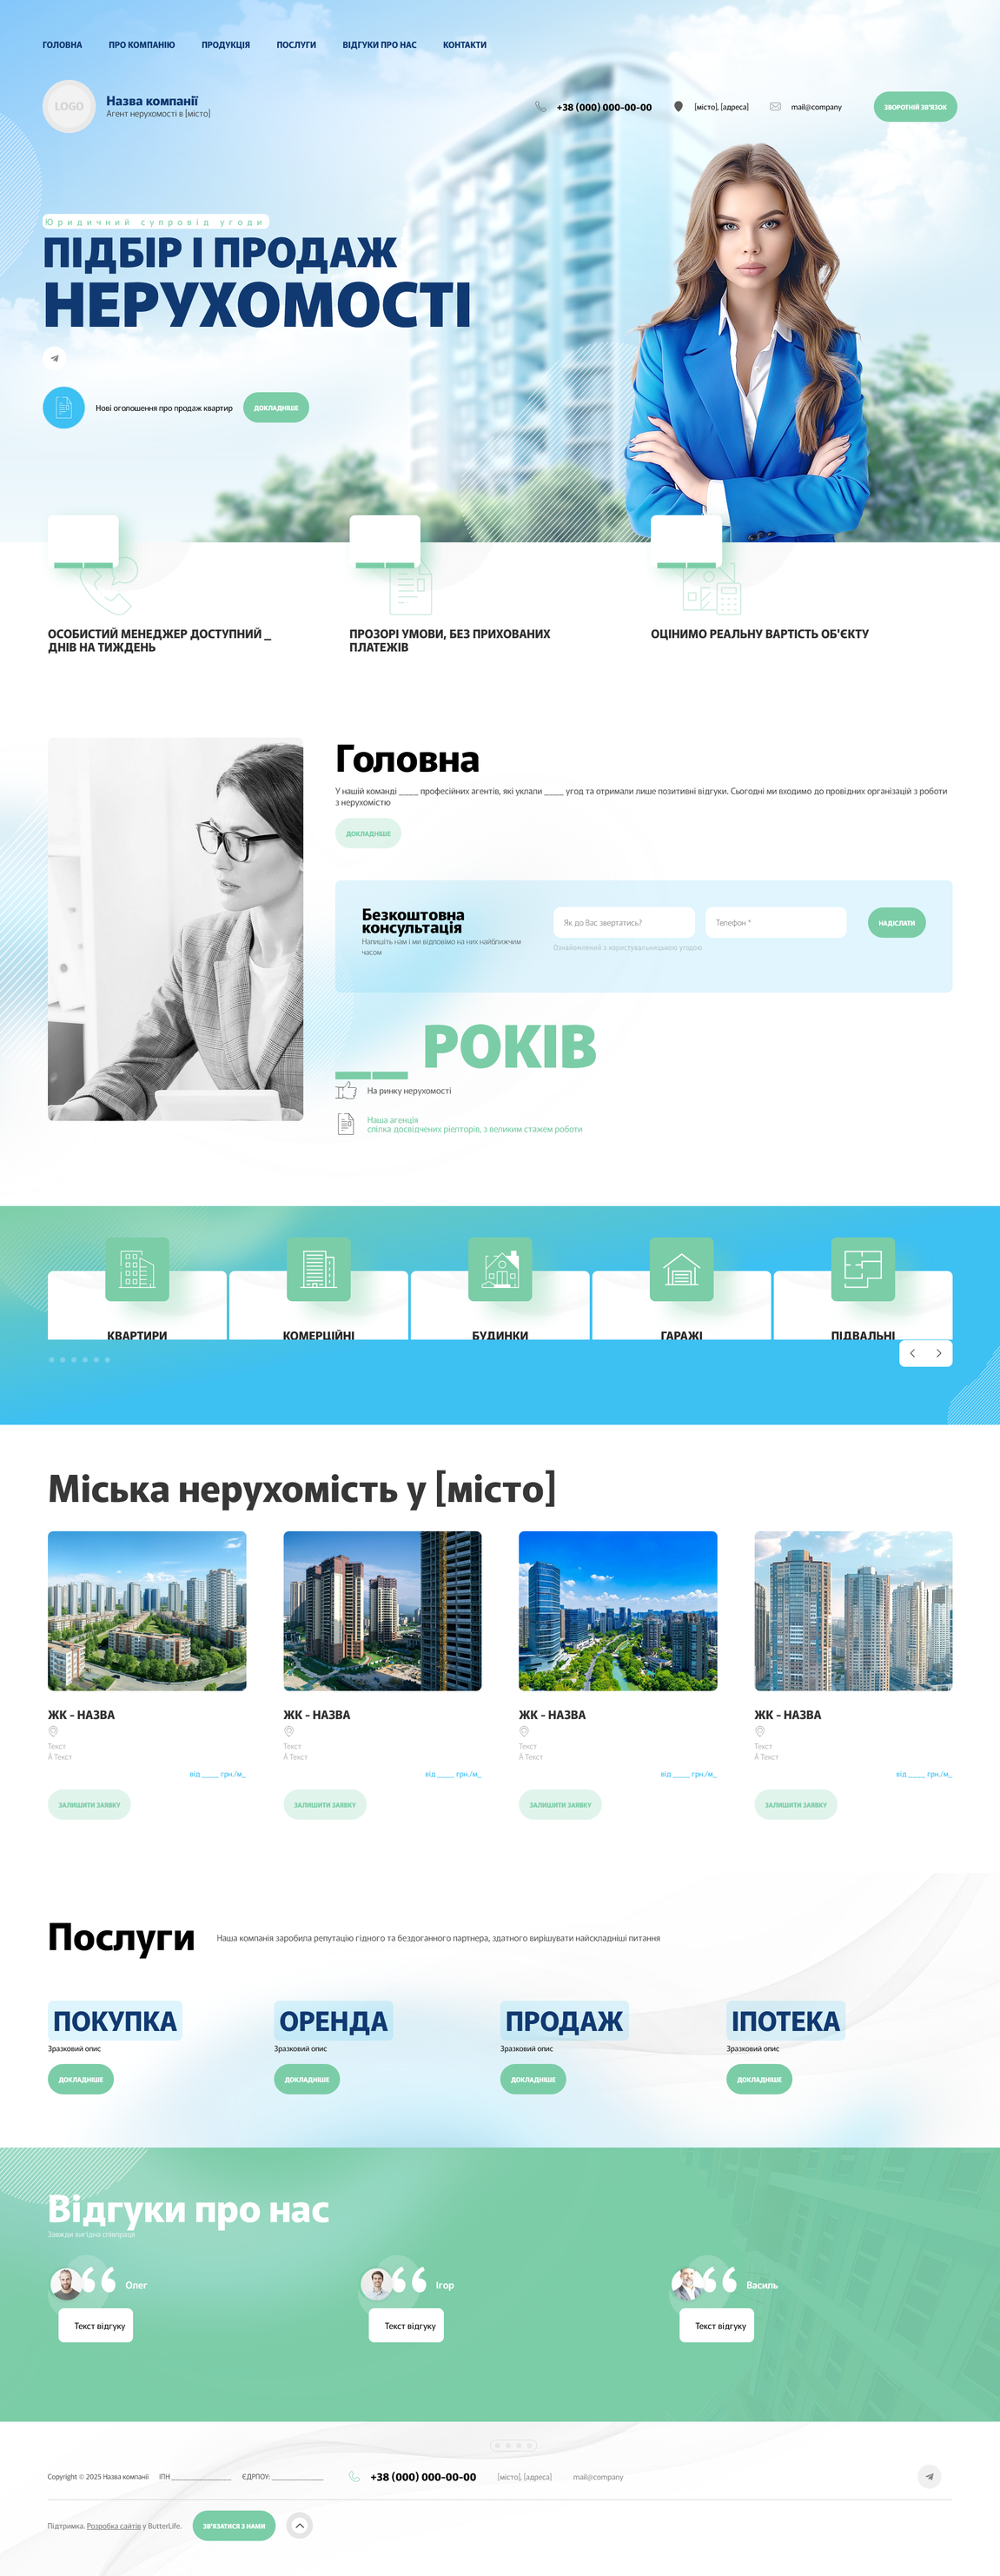 ГОЛОВНА ПРО КОМПАНІЮ ПРОДУКЦІЯ ПОСЛУГИ ВІДГУКИ ПРО НАС КОНТАКТИ
LOGO
Назва компанії
Агент нерухомості в [місто]
+38 (000) 000-00-00 [місто], [адреса] mail@company ЗВОРОТНІЙ ЗВ'ЯЗОК
Юридичний супровід угоди
ПІДБІР І ПРОДАЖ
НЕРУХОМОСТІ
Нові оголошення про продаж квартир ДОКЛАДНІШЕ
ОСОБИСТИЙ МЕНЕДЖЕР ДОСТУПНИЙ _
ДНІВ НА ТИЖДЕНЬ
ПРОЗОРІ УМОВИ, БЕЗ ПРИХОВАНИХ
ПЛАТЕЖІВ
ОЦІНИМО РЕАЛЬНУ ВАРТІСТЬ ОБ'ЄКТУ
Головна
У нашій команді ____ професійних агентів, які уклали ____ угод та отримали лише позитивні відгуки. Сьогодні ми входимо до провідних організацій з роботи
з нерухомістю
ДОКЛАДНІШЕ
Безкоштовна
консультація
Напишіть нам і ми відповімо на них найближчим
часом
Як до Вас звертатись? Телефон * НАДІСЛАТИ
Ознайомлений з користувальницькою угодою
__ РОКІВ
На ринку нерухомості
Наша агенція
спілка досвідчених рієлторів, з великим стажем роботи
КВАРТИРИ КОМЕРЦІЙНІ БУДИНКИ ГАРАЖІ ПІДВАЛЬНІ
Міська нерухомість у [місто]
ЖК - НАЗВА ЖК - НАЗВА ЖК - НАЗВА ЖК - НАЗВА
Текст Текст Текст Текст
Â Текст Â Текст Â Текст Â Текст
від ____ грн./м_ від ____ грн./м_ від ____ грн./м_ від ____ грн./м_
ЗАЛИШИТИ ЗАЯВКУ ЗАЛИШИТИ ЗАЯВКУ ЗАЛИШИТИ ЗАЯВКУ ЗАЛИШИТИ ЗАЯВКУ
Послуги
Наша компанія заробила репутацію гідного та бездоганного партнера, здатного вирішувати найскладніші питання
ПОКУПКА ОРЕНДА ПРОДАЖ ІПОТЕКА
Зразковий опис Зразковий опис Зразковий опис Зразковий опис
ДОКЛАДНІШЕ ДОКЛАДНІШЕ ДОКЛАДНІШЕ ДОКЛАДНІШЕ
Відгуки про нас
Завжди вигідна співпраця
Олег Ігор Василь
Текст відгуку Текст відгуку Текст відгуку
Copyright © 2025 Назва компанії ІПН ________________ ЄДРПОУ: ______________ +38 (000) 000-00-00 [місто], [адреса] mail@company
Підтримка. Розробка сайтів у ButterLife. ЗВ'ЯЗАТИСЯ З НАМИ